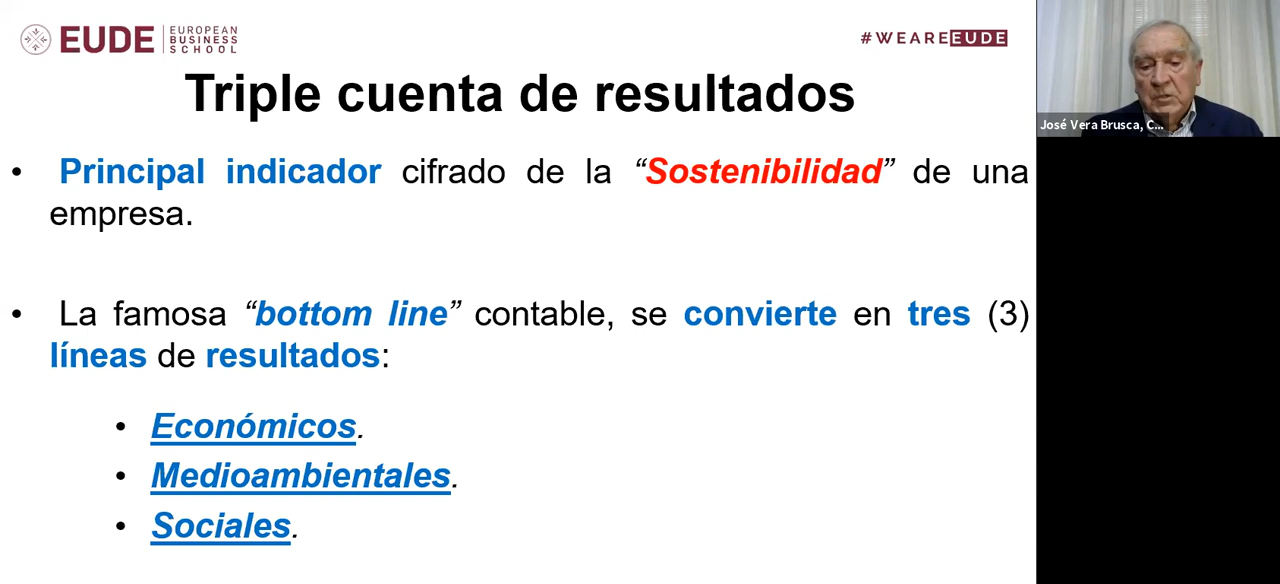 EUDE
EUROPEAN
BUSINESS
SCHOOL
#WEAREEUDE
Triple cuenta de resultados
• Principal indicador cifrado de la “Sostenibilidad” de una
empresa.
• La famosa “bottom line” contable, se convierte en tres (3)
líneas de resultados:
• Económicos.
• Medioambientales.
• Sociales.
José Vera Brusca, C...